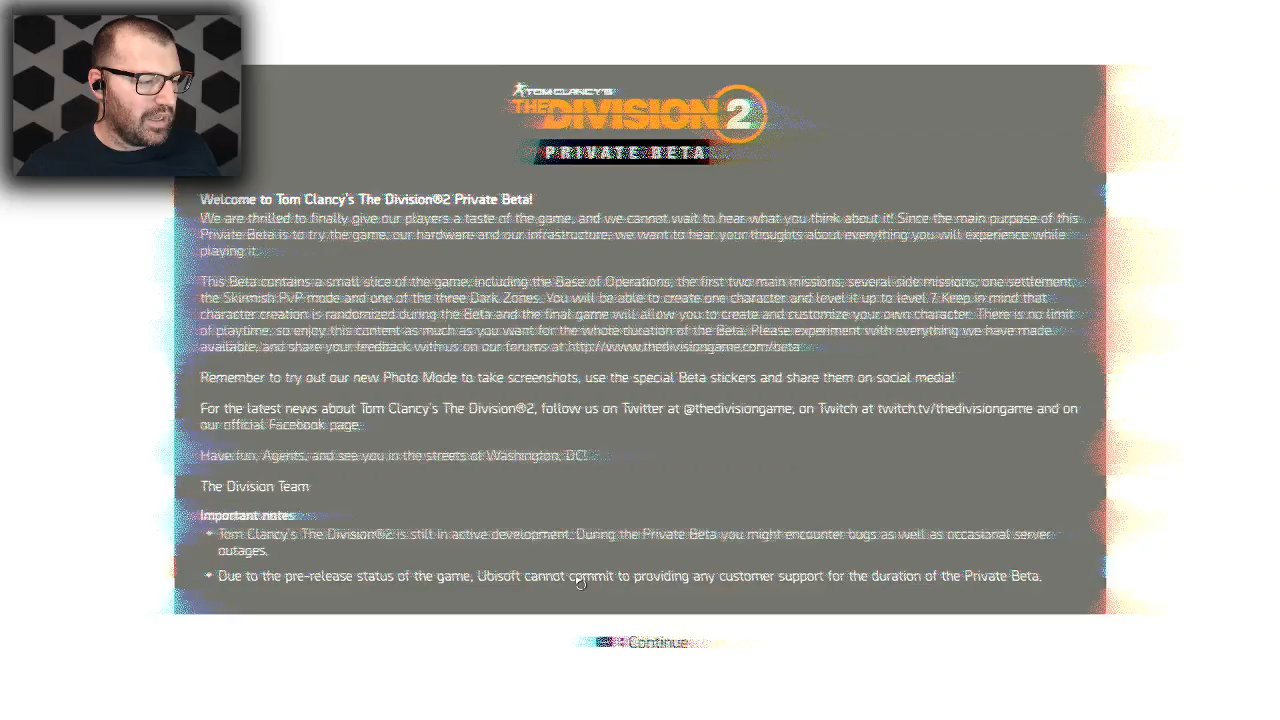 TOM CLANCY'S
THE DIVISION 2
PRIVATE BETA
Welcome to Tom Clancy's The Division®2 Private Beta!
We are thrilled to finally give our players a taste of the game, and we cannot wait to hear what you think about it! Since the main purpose of this
Private Beta is to try the game, our hardware and our infrastructure, we want to hear your thoughts about everything you will experience while
playing it.
This Beta contains a small slice of the game, including the Base of Operations, the first two main missions, several side missions, one settlement,
the Skirmish PvP mode and one of the three Dark Zones. You will be able to create one character and level it up to level 7. Keep in mind that
character creation is randomized during the Beta and the final game will allow you to create and customize your own character. There is no limit
of playtime, so enjoy this content as much as you want for the whole duration of the Beta. Please experiment with everything we have made
available, and share your feedback with us on our forums at http://www.thedivisiongame.com/beta
Remember to try out our new Photo Mode to take screenshots, use the special Beta stickers and share them on social media!
For the latest news about Tom Clancy's The Division®2, follow us on Twitter at @thedivisiongame, on Twitch at twitch.tv/thedivisiongame and on
our official Facebook page.
Have fun, Agents, and see you in the streets of Washington, DC!
The Division Team
Important notes
• Tom Clancy's The Division®2 is still in active development. During the Private Beta you might encounter bugs as well as occasional server
outages.
• Due to the pre-release status of the game, Ubisoft cannot commit to providing any customer support for the duration of the Private Beta.
Continue